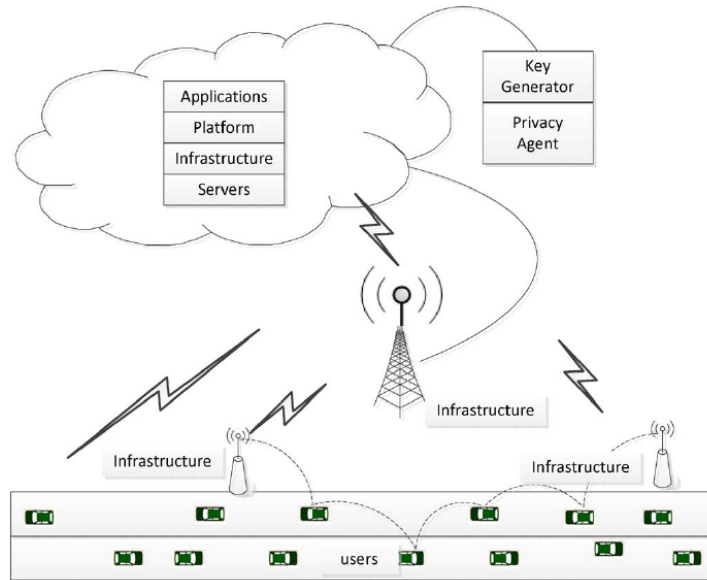 Applications
Platform
Infrastructure
Servers
Key
Generator
Privacy
Agent
Infrastructure
Infrastructure
Infrastructure
users